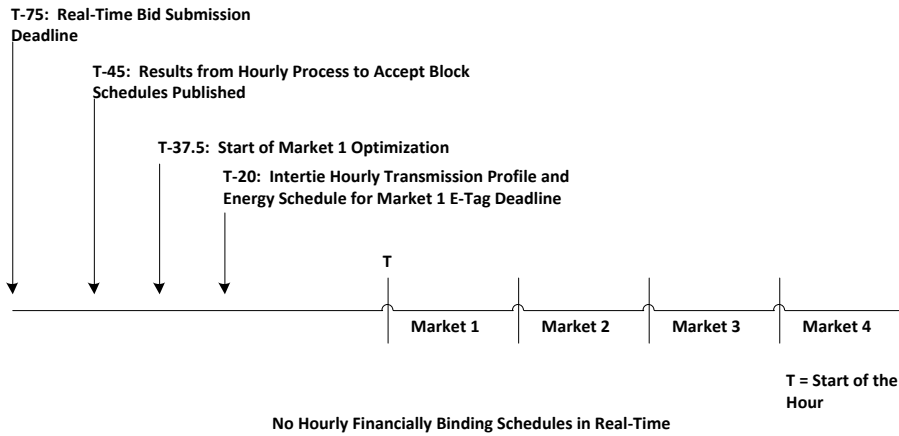 T-75: Real-Time Bid Submission
Deadline
T-45: Results from Hourly Process to Accept Block
Schedules Published
T-37.5: Start of Market 1 Optimization
T-20: Intertie Hourly Transmission Profile and
Energy Schedule for Market 1 E-Tag Deadline
T
Market 1
Market 2
Market 3
Market 4
T = Start of the
Hour
No Hourly Financially Binding Schedules in Real-Time